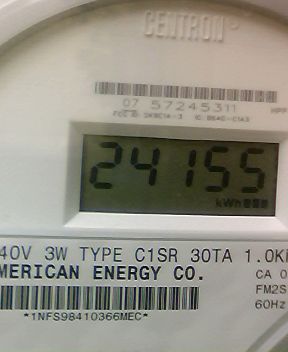 CENTRON
07 57245311
24155
kWh
40V 3W TYPE C1SR 30TA 1.0K
MERICAN ENERGY CO.
CA 0
FM2S
60Hz
*1NFS98410366MEC*